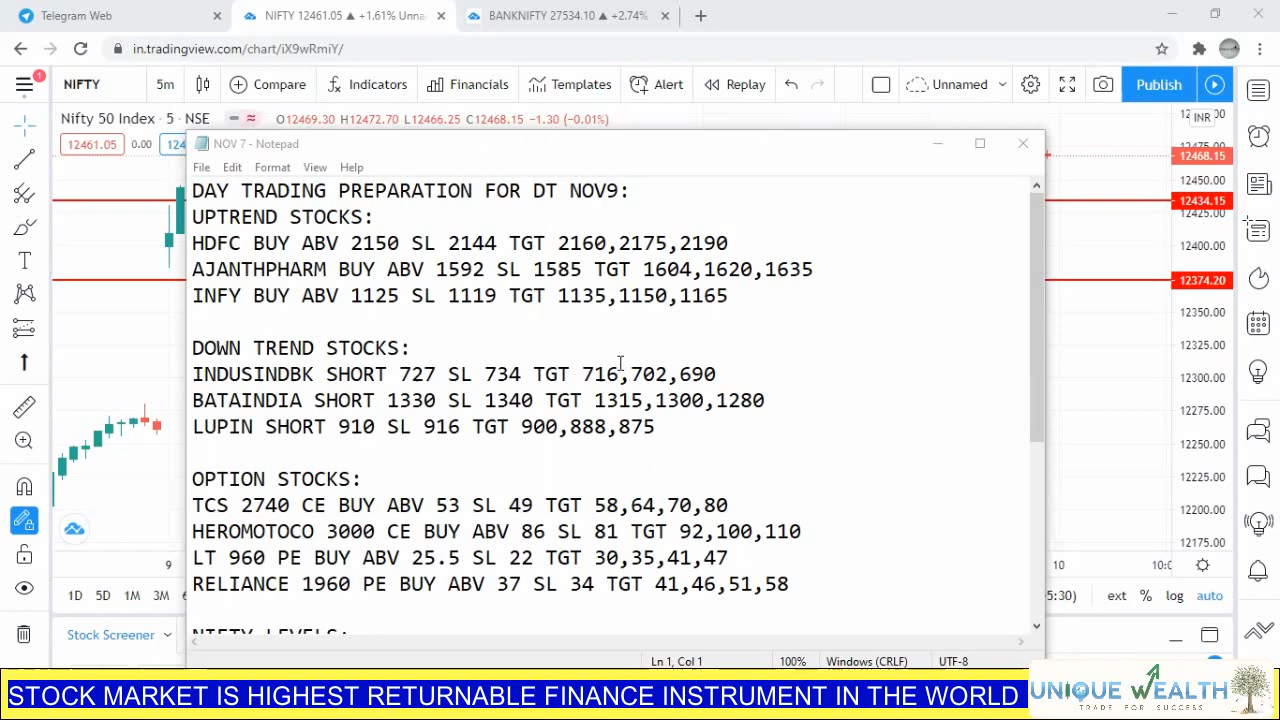 Telegram Web
NIFTY 12461.05 ▲ +1.61% Unna
BANKNIFTY 27534.10 ▲ +2.74%
in.tradingview.com/chart/iX9wRmiY/
1
NIFTY
5m
Compare
Indicators
Financials
Templates
Alert
Replay
Unnamed
Publish
Nifty 50 Index · 5 · NSE
O12469.30 H12472.70 L12466.25 C12468.15 -1.30 (-0.01%)
INR
12461.05
0.00
NOV 7 - Notepad
File Edit Format View Help
DAY TRADING PREPARATION FOR DT NOV9:
UPTREND STOCKS:
HDFC BUY ABV 2150 SL 2144 TGT 2160,2175,2190
AJANTHPHARM BUY ABV 1592 SL 1585 TGT 1604,1620,1635
INFY BUY ABV 1125 SL 1119 TGT 1135,1150,1165
DOWN TREND STOCKS:
INDUSINDBK SHORT 727 SL 734 TGT 716,702,690
BATAINDIA SHORT 1330 SL 1340 TGT 1315,1300,1280
LUPIN SHORT 910 SL 916 TGT 900,888,875
OPTION STOCKS:
TCS 2740 CE BUY ABV 53 SL 49 TGT 58,64,70,80
HEROMOTOCO 3000 CE BUY ABV 86 SL 81 TGT 92,100,110
LT 960 PE BUY ABV 25.5 SL 22 TGT 30,35,41,47
RELIANCE 1960 PE BUY ABV 37 SL 34 TGT 41,46,51,58
NIFTY LEVELS:
Ln 1, Col 1
100%
Windows (CRLF)
UTF-8
12468.15
12450.00
12434.15
12425.00
12400.00
12374.20
12350.00
12325.00
12300.00
12275.00
12250.00
12225.00
12200.00
12175.00
9
10
1D 5D 1M 3M
5:30)
ext % log auto
Stock Screener
STOCK MARKET IS HIGHEST RETURNABLE FINANCE INSTRUMENT IN THE WORLD
UNIQUE WEALTH
TRADE FOR SUCCESS